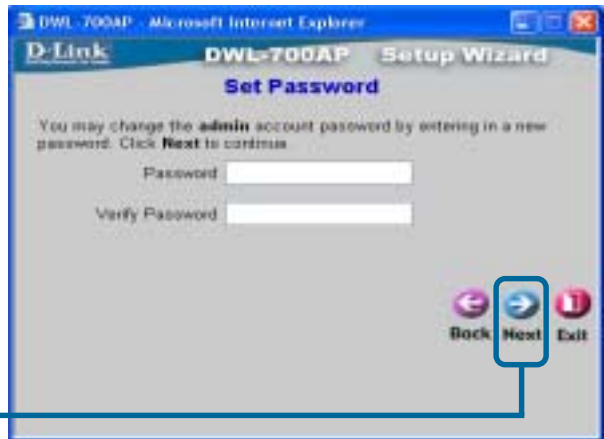 DWL-700AP - Microsoft Internet Explorer
D-Link DWL-700AP Setup Wizard
Set Password
You may change the admin account password by entering in a new
password. Click Next to continue.
Password
Verify Password
Back Next Exit